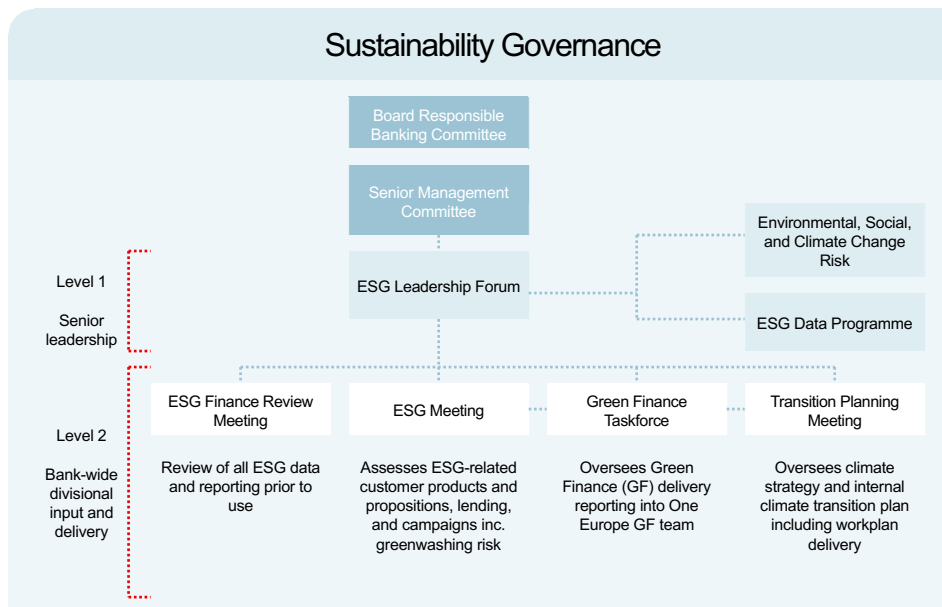 Sustainability Governance
Board Responsible
Banking Committee
Senior Management
Committee
Environmental, Social,
and Climate Change
Risk
Level 1
Senior
leadership
ESG Leadership Forum
ESG Data Programme
Level 2
Bank-wide
divisional
input and
delivery
ESG Finance Review
Meeting
Review of all ESG data
and reporting prior to
use
ESG Meeting
Assesses ESG-related
customer products and
propositions, lending,
and campaigns inc.
greenwashing risk
Green Finance
Taskforce
Oversees Green
Finance (GF) delivery
reporting into One
Europe GF team
Transition Planning
Meeting
Oversees climate
strategy and internal
climate transition plan
including workplan
delivery